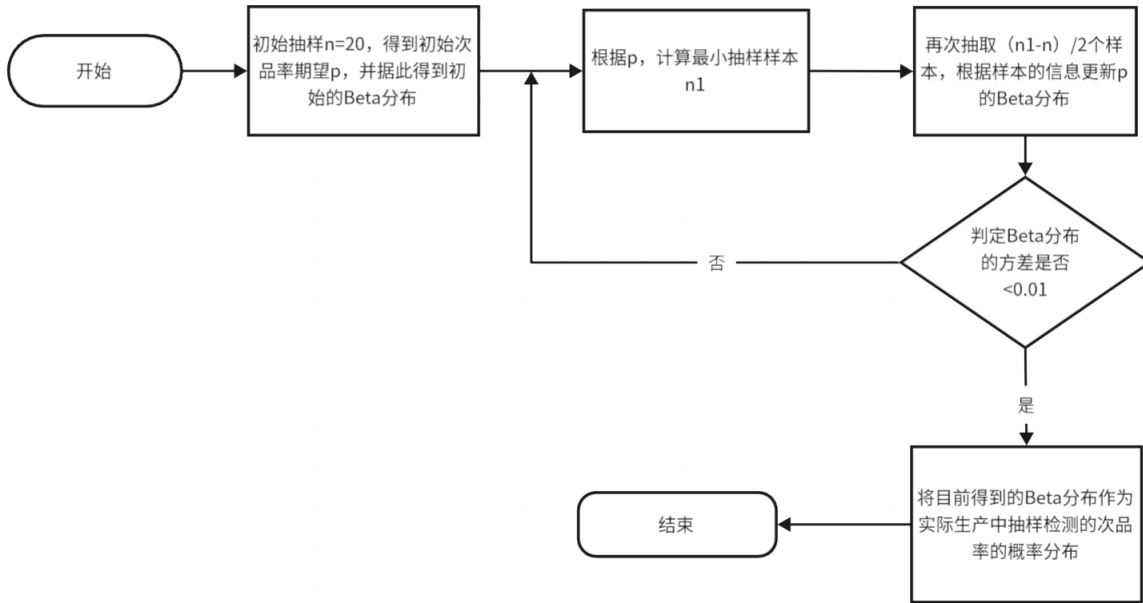 开始
初始抽样n=20，得到初始次
品率期望p，并据此得到初
始的Beta分布
根据p，计算最小抽样样本
n1
再次抽取（n1-n）/2个样
本，根据样本的信息更新p
的Beta分布
判定Beta分布
的方差是否
<0.01
否
是
将目前得到的Beta分布作为
实际生产中抽样检测的次品
率的概率分布
结束